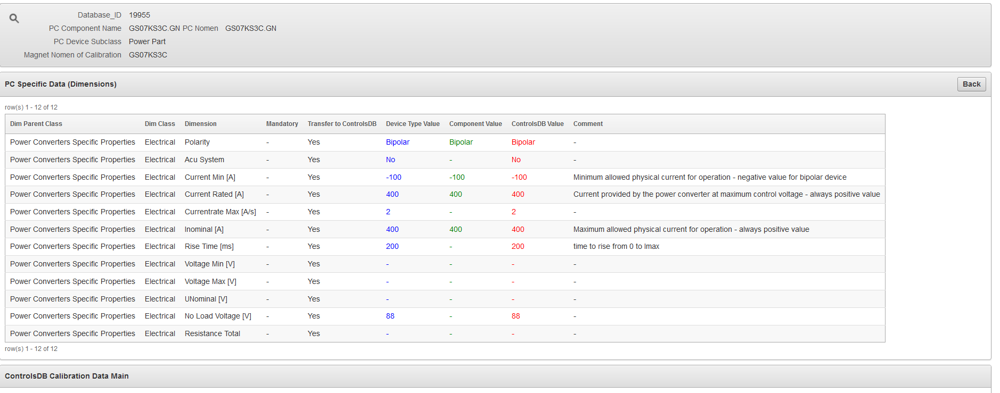 Database_ID 19955
PC Component Name GS07KS3C.GN PC Nomen GS07KS3C.GN
PC Device Subclass Power Part
Magnet Nomen of Calibration GS07KS3C
PC Specific Data (Dimensions) Back
row(s) 1 - 12 of 12
Dim Parent Class Dim Class Dimension Mandatory Transfer to ControlsDB Device Type Value Component Value ControlsDB Value Comment
Power Converters Specific Properties Electrical Polarity - Yes Bipolar Bipolar Bipolar -
Power Converters Specific Properties Electrical Acu System - Yes No - No -
Power Converters Specific Properties Electrical Current Min [A] - Yes -100 -100 -100 Minimum allowed physical current for operation - negative value for bipolar device
Power Converters Specific Properties Electrical Current Rated [A] - Yes 400 400 400 Current provided by the power converter at maximum control voltage - always positive value
Power Converters Specific Properties Electrical Currentrate Max [A/s] - Yes 2 - 2 -
Power Converters Specific Properties Electrical Inominal [A] - Yes 400 400 400 Maximum allowed physical current for operation - always positive value
Power Converters Specific Properties Electrical Rise Time [ms] - Yes 200 - 200 time to rise from 0 to Imax
Power Converters Specific Properties Electrical Voltage Min [V] - Yes - - - -
Power Converters Specific Properties Electrical Voltage Max [V] - Yes - - - -
Power Converters Specific Properties Electrical UNominal [V] - Yes - - - -
Power Converters Specific Properties Electrical No Load Voltage [V] - Yes 88 - 88 -
Power Converters Specific Properties Electrical Resistance Total - Yes - - - -
row(s) 1 - 12 of 12
ControlsDB Calibration Data Main